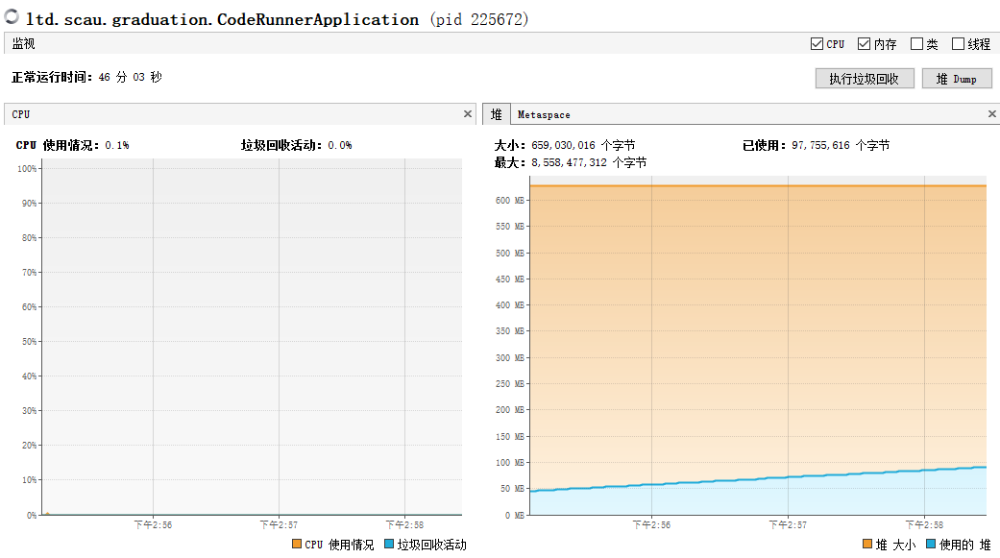 ltd.scau.graduation.CodeRunnerApplication (pid 225672)
监视
CPU 内存 类 线程
正常运行时间: 46 分 03 秒
执行垃圾回收 堆 Dump
CPU
CPU 使用情况: 0.1% 垃圾回收活动: 0.0%
100%
90%
80%
70%
60%
50%
40%
30%
20%
10%
0%
下午2:56 下午2:57 下午2:58
CPU 使用情况 垃圾回收活动
堆 Metaspace
大小: 659,030,016 个字节 已使用: 97,755,616 个字节
最大: 8,558,477,312 个字节
600 MB
550 MB
500 MB
450 MB
400 MB
350 MB
300 MB
250 MB
200 MB
150 MB
100 MB
50 MB
0 MB
下午2:56 下午2:57 下午2:58
堆 大小 使用的 堆